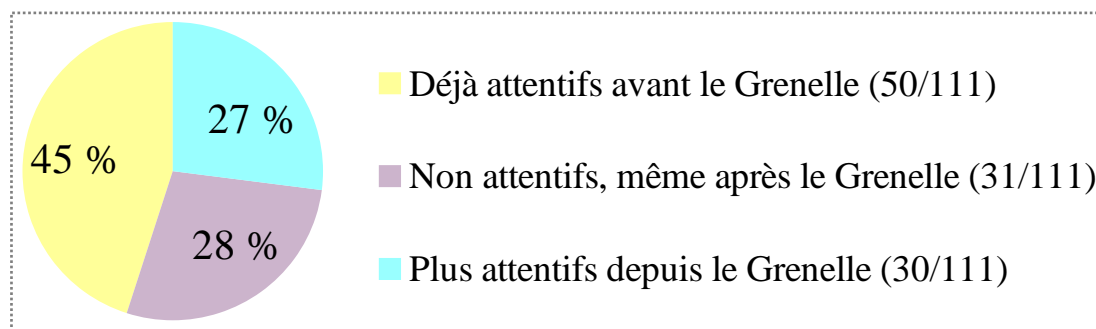 27 %
45 %
28 %
Déjà attentifs avant le Grenelle (50/111)
Non attentifs, même après le Grenelle (31/111)
Plus attentifs depuis le Grenelle (30/111)